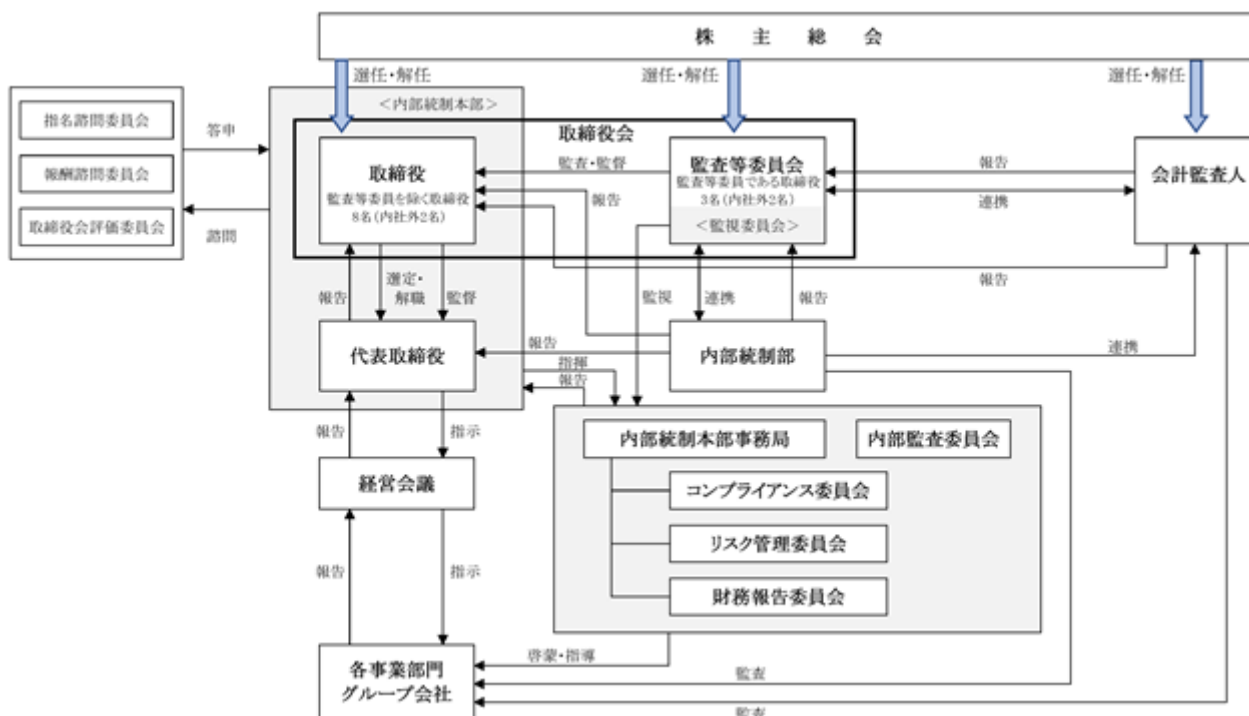 株 主 総 会
選任・解任
選任・解任
選任・解任
＜内部統制本部＞
指名諮問委員会
報酬諮問委員会
取締役会評価委員会
答申
諮問
取締役会
取締役
監査等委員を除く取締役
8名(内社外2名)
監査・監督
報告
監査等委員会
監査等委員である取締役
3名(内社外2名)
＜監視委員会＞
報告
連携
会計監査人
報告
報告
選定・
解職
監督
監視
連携
報告
代表取締役
報告
内部統制部
連携
指揮
報告
報告
指示
内部統制本部事務局
内部監査委員会
経営会議
コンプライアンス委員会
リスク管理委員会
財務報告委員会
報告
指示
各事業部門
グループ会社
啓蒙・指導
監査
監査